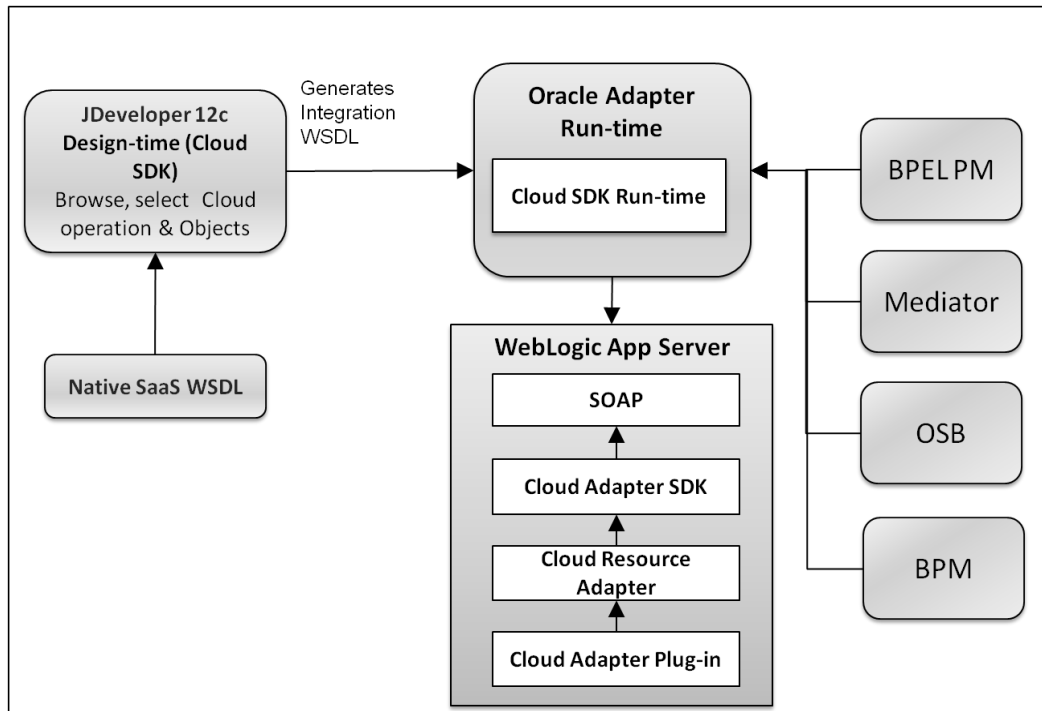 JDeveloper 12c
Design-time (Cloud
SDK)
Browse, select Cloud
operation & Objects
Native SaaS WSDL
Generates
Integration
WSDL
Oracle Adapter
Run-time
Cloud SDK Run-time
WebLogic App Server
SOAP
Cloud Adapter SDK
Cloud Resource
Adapter
Cloud Adapter Plug-in
BPEL PM
Mediator
OSB
BPM